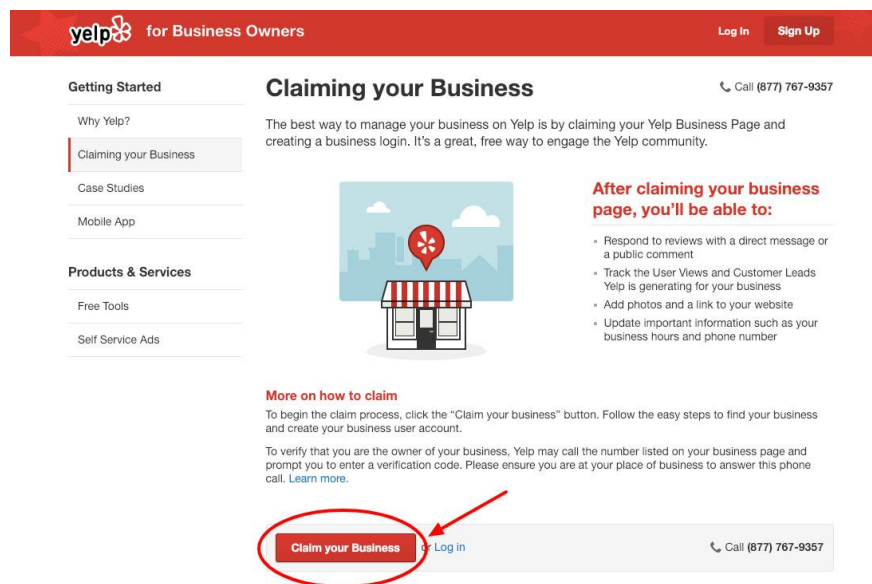 yelp for Business Owners
Log In Sign Up
Getting Started
Why Yelp?
Claiming your Business
Case Studies
Mobile App
Products & Services
Free Tools
Self Service Ads
Claiming your Business
Call (877) 767-9357
The best way to manage your business on Yelp is by claiming your Yelp Business Page and
creating a business login. It's a great, free way to engage the Yelp community.
After claiming your business
page, you'll be able to:
Respond to reviews with a direct message or
a public comment
Track the User Views and Customer Leads
Yelp is generating for your business
Add photos and a link to your website
Update important information such as your
business hours and phone number
More on how to claim
To begin the claim process, click the “Claim your business” button. Follow the easy steps to find your business
and create your business user account.
To verify that you are the owner of your business, Yelp may call the number listed on your business page and
prompt you to enter a verification code. Please ensure you are at your place of business to answer this phone
call. Learn more.
Claim your Business or Log in
Call (877) 767-9357